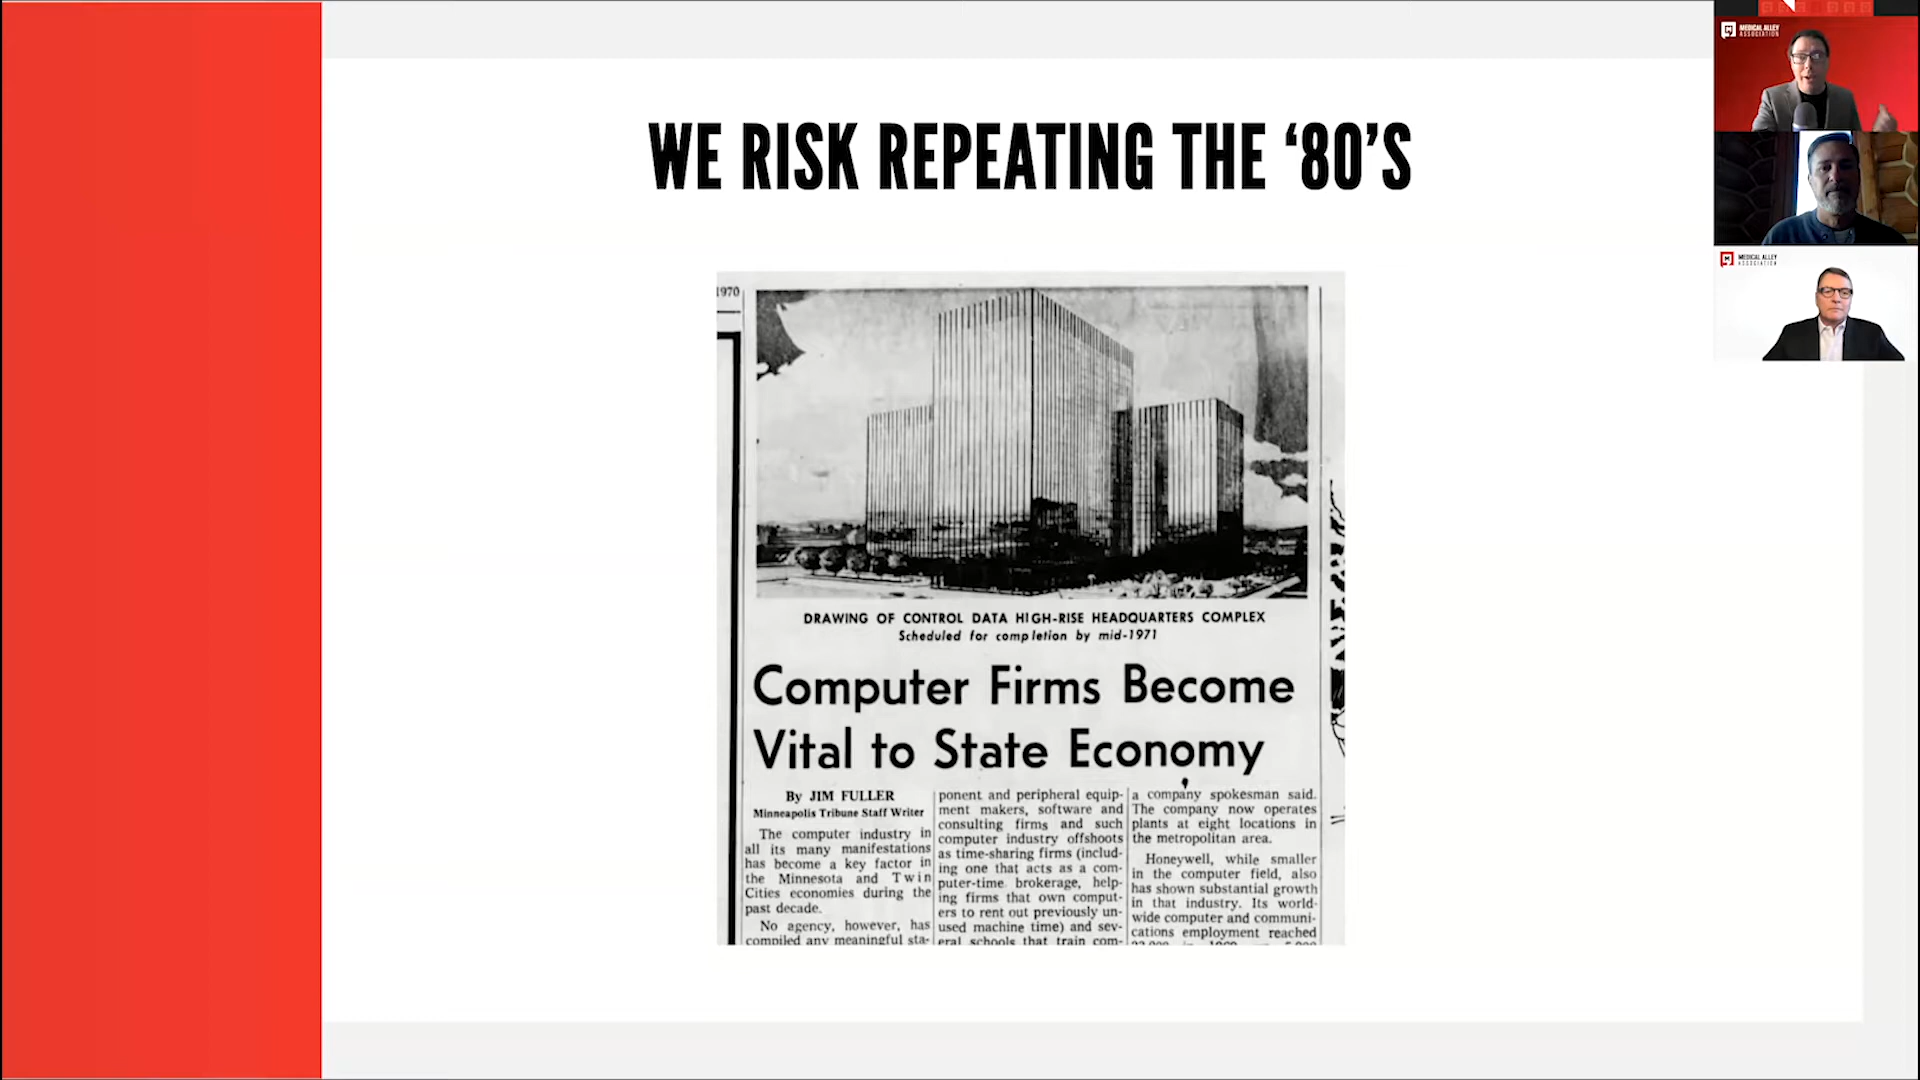 WE RISK REPEATING THE ‘80’S
MEDICAL ALLEY
ASSOCIATION
MEDICAL ALLEY
ASSOCIATION
1970
DRAWING OF CONTROL DATA HIGH-RISE HEADQUARTERS COMPLEX
Scheduled for completion by mid-1971
Computer Firms Become
Vital to State Economy
By JIM FULLER
Minneapolis Tribune Staff Writer
The computer industry in
all its many manifestations
has become a key factor in
the Minnesota and Twin
Cities economies during the
past decade.
No agency, however, has
compiled any meaningful sta-
ponent and peripheral equip-
ment makers, software and
consulting firms and such
computer industry offshoots
as time-sharing firms (includ-
ing one that acts as a com-
puter-time brokerage, help-
ing firms that own comput-
ers to rent out previously un-
used machine time) and sev-
eral schools that train com-
a company spokesman said.
The company now operates
plants at eight locations in
the metropolitan area.
Honeywell, while smaller
in the computer field, also
has shown substantial growth
in that industry. Its world-
wide computer and communi-
cations employment reached